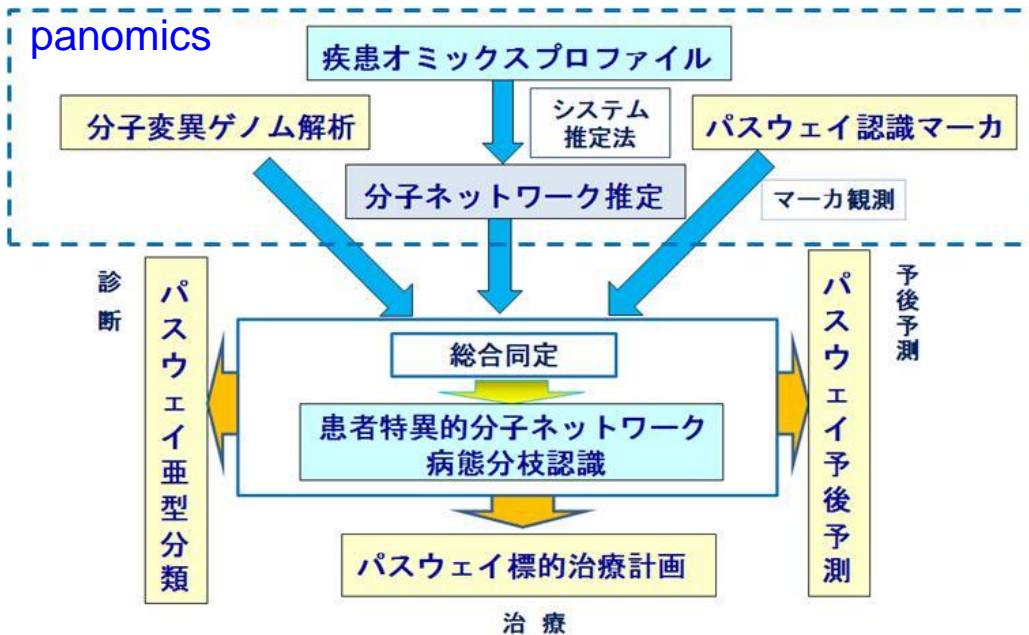 panomics
疾患オミックスプロファイル
分子変異ゲノム解析
システム
推定法
パスウェイ認識マーカ
分子ネットワーク推定
マーカ観測
診断
パスウェイ亜型分類
総合同定
患者特異的分子ネットワーク
病態分枝認識
パスウェイ予後予測
予後予測
パスウェイ標的治療計画
治 療